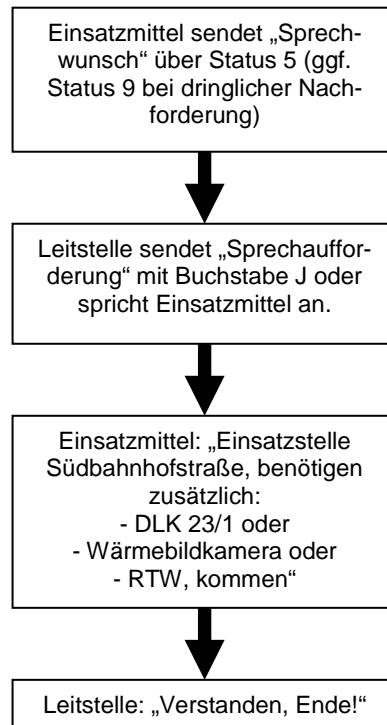 Einsatzmittel sendet „Sprech-
wunsch“ über Status 5 (ggf.
Status 9 bei dringlicher Nach-
forderung)
Leitstelle sendet „Sprechauffor-
derung“ mit Buchstabe J oder
spricht Einsatzmittel an.
Einsatzmittel: „Einsatzstelle
Südbahnhofstraße, benötigen
zusätzlich:
- DLK 23/1 oder
- Wärmebildkamera oder
- RTW, kommen“
Leitstelle: „Verstanden, Ende!“